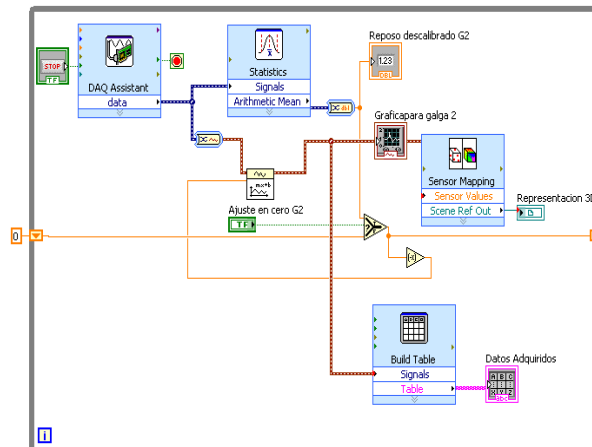 Reposo descalibrado G2
STOP
TF
DAQ Assistant
data
Statistics
Signals
Arithmetic Mean
1.23
DBL
Graficapara galga 2
mx+b
Sensor Mapping
Sensor Values
Scene Ref Out
Representacion 3D
Ajuste en cero G2
TF
?
0
Build Table
Signals
Table
Datos Adquiridos
A B C
X Y Z
abc
i